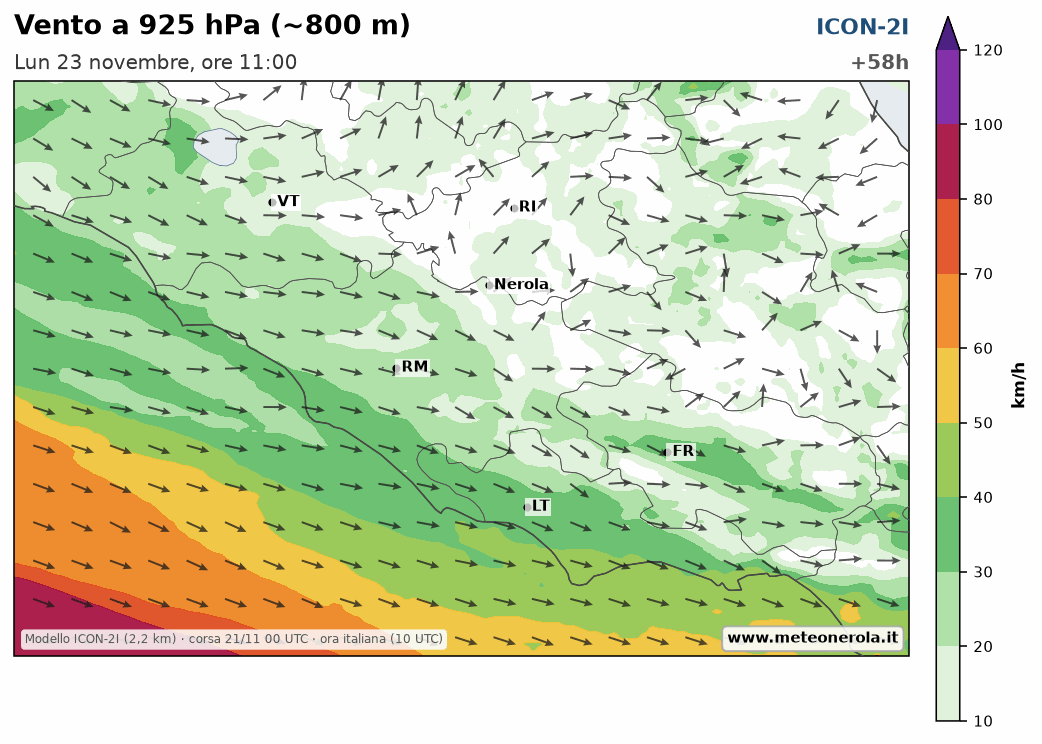 Vento a 925 hPa (~800 m)
ICON-2I
Lun 23 novembre, ore 11:00
+58h
VT
RI
Nerola
RM
FR
LT
Modello ICON-2I (2,2 km) · corsa 21/11 00 UTC · ora italiana (10 UTC)
www.meteonerola.it
120
100
80
70
60
50
40
30
20
10
km/h